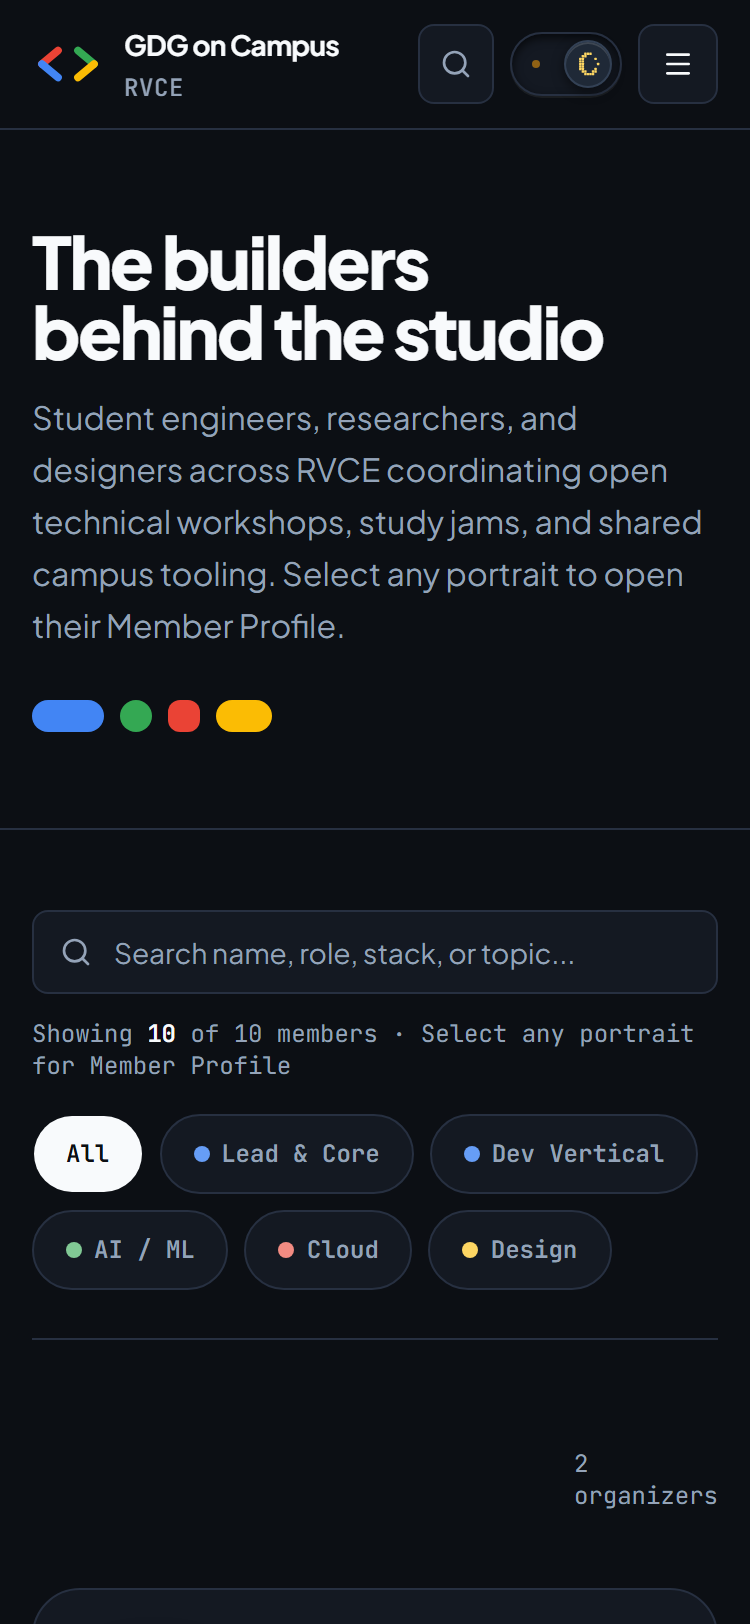 GDG on Campus
RVCE
The builders
behind the studio
Student engineers, researchers, and
designers across RVCE coordinating open
technical workshops, study jams, and shared
campus tooling. Select any portrait to open
their Member Profile.
Search name, role, stack, or topic...
Showing 10 of 10 members · Select any portrait
for Member Profile
All
Lead & Core
Dev Vertical
AI / ML
Cloud
Design
2
organizers